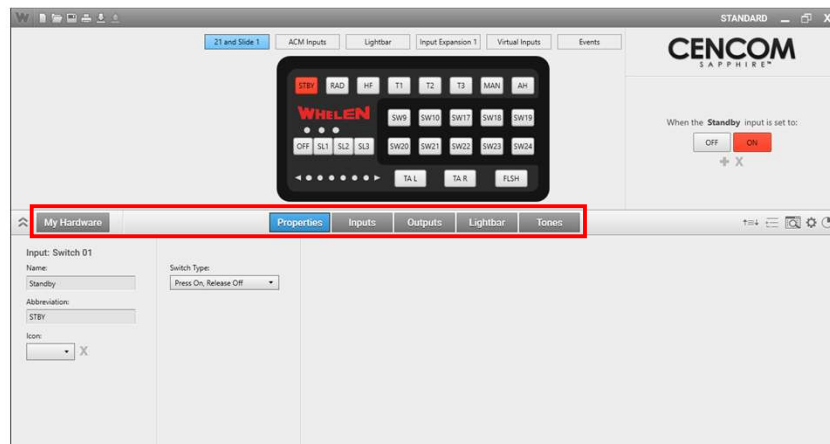 W STANDARD X
21 and Slide 1 ACM Inputs Lightbar Input Expansion 1 Virtual Inputs Events
CENCOM
SAPPHIRE™
STBY RAD HF T1 T2 T3 MAN AH
WHELEN SW9 SW10 SW17 SW18 SW19
OFF SL1 SL2 SL3 SW20 SW21 SW22 SW23 SW24
TA L TA R FLSH
When the Standby input is set to:
OFF ON
+ X
My Hardware Properties Inputs Outputs Lightbar Tones
Input: Switch 01
Name:
Standby
Abbreviation:
STBY
Icon:
X
Switch Type:
Press On, Release Off